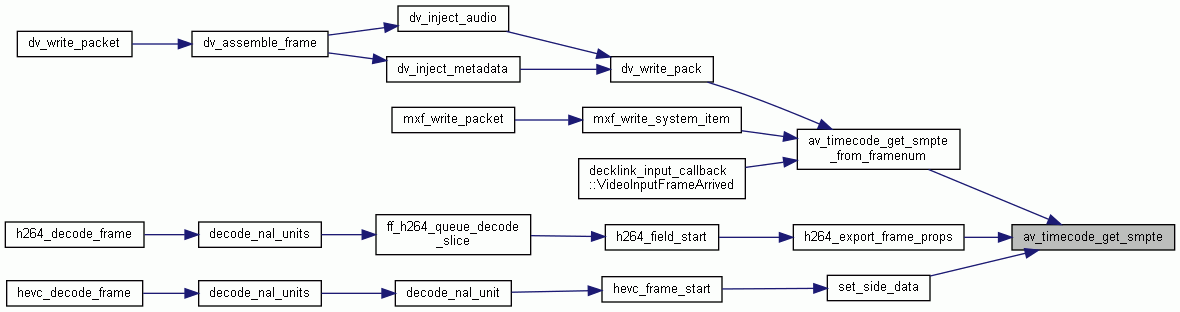 dv_inject_audio
dv_write_packet
dv_assemble_frame
dv_inject_metadata
dv_write_pack
mxf_write_packet
mxf_write_system_item
av_timecode_get_smpte
_from_framenum
decklink_input_callback
::VideoInputFrameArrived
h264_decode_frame
decode_nal_units
ff_h264_queue_decode
_slice
h264_field_start
h264_export_frame_props
av_timecode_get_smpte
hevc_decode_frame
decode_nal_units
decode_nal_unit
hevc_frame_start
set_side_data